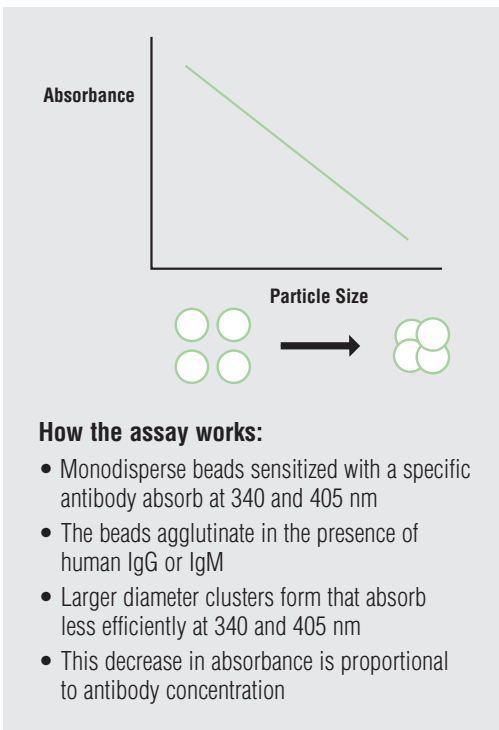 Absorbance
Particle Size
How the assay works:
• Monodisperse beads sensitized with a specific
antibody absorb at 340 and 405 nm
• The beads agglutinate in the presence of
human IgG or IgM
• Larger diameter clusters form that absorb
less efficiently at 340 and 405 nm
• This decrease in absorbance is proportional
to antibody concentration